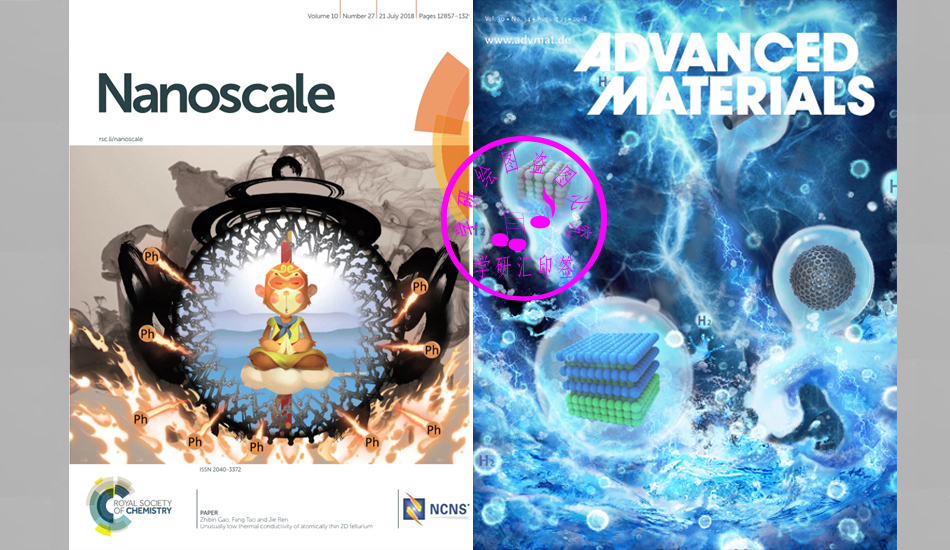 Volume 10 | Number 27 | 21 July 2018 | Pages 12857–132
Nanoscale
rsc.li/nanoscale
Ph
Ph
Ph
Ph
Ph
Ph
Ph
Ph
Ph
ISSN 2040-3372
ROYAL SOCIETY
OF CHEMISTRY
PAPER
Zhibin Gao, Fang Tao and Jie Ren
Unusually low thermal conductivity of atomically thin 2D tellurium
NCNS
www.advmat.de
ADVANCED
MATERIALS
H
H
H₂
H₂
学研汇印签